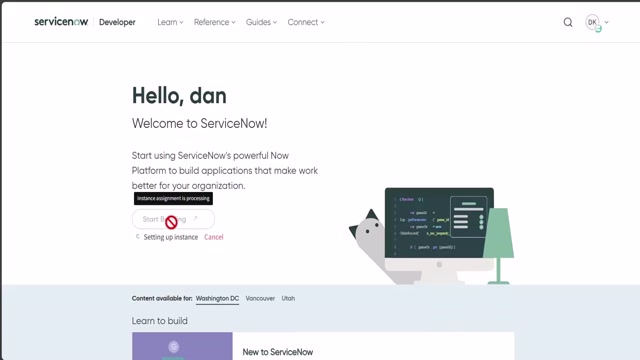 servicenow Developer Learn Reference Guides Connect DK
Hello, dan
Welcome to ServiceNow!
Start using ServiceNow's powerful Now
Platform to build applications that make work
better for your organization.
Instance assignment is processing
Setting up instance Cancel
Content available for: Washington DC Vancouver Utah
Learn to build
New to ServiceNow